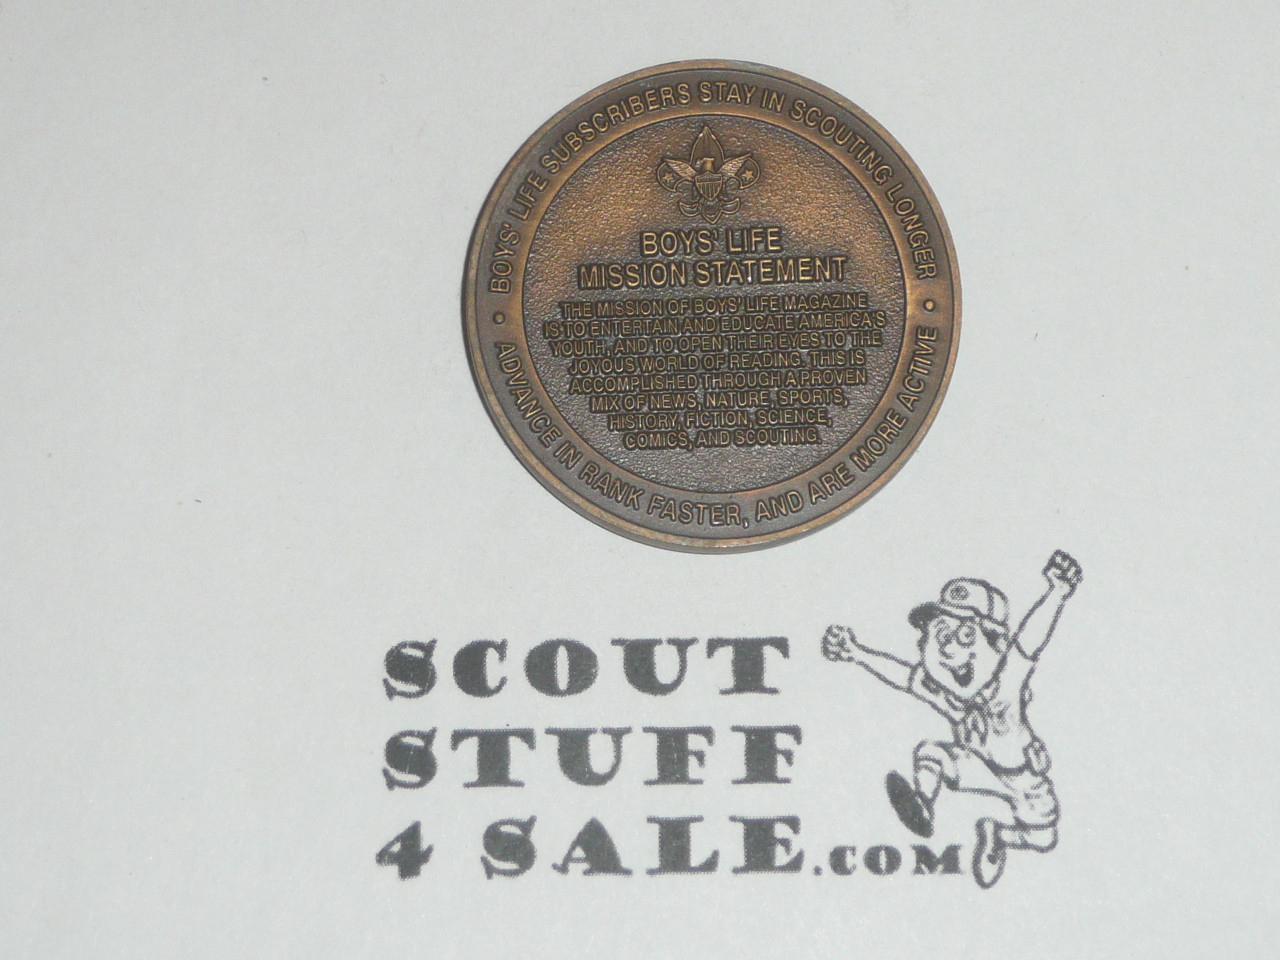 BOYS' LIFE SUBSCRIBERS STAY IN SCOUTING LONGER
BOYS' LIFE
MISSION STATEMENT
THE MISSION OF BOYS' LIFE MAGAZINE
IS TO ENTERTAIN AND EDUCATE AMERICA'S
YOUTH, AND TO OPEN THEIR EYES TO THE
JOYOUS WORLD OF READING. THIS IS
ACCOMPLISHED THROUGH A PROVEN
MIX OF NEWS, NATURE, SPORTS,
HISTORY, FICTION, SCIENCE,
COMICS, AND SCOUTING.
• ADVANCE IN RANK FASTER, AND ARE MORE ACTIVE •
SCOUT
STUFF
4 SALE.COM